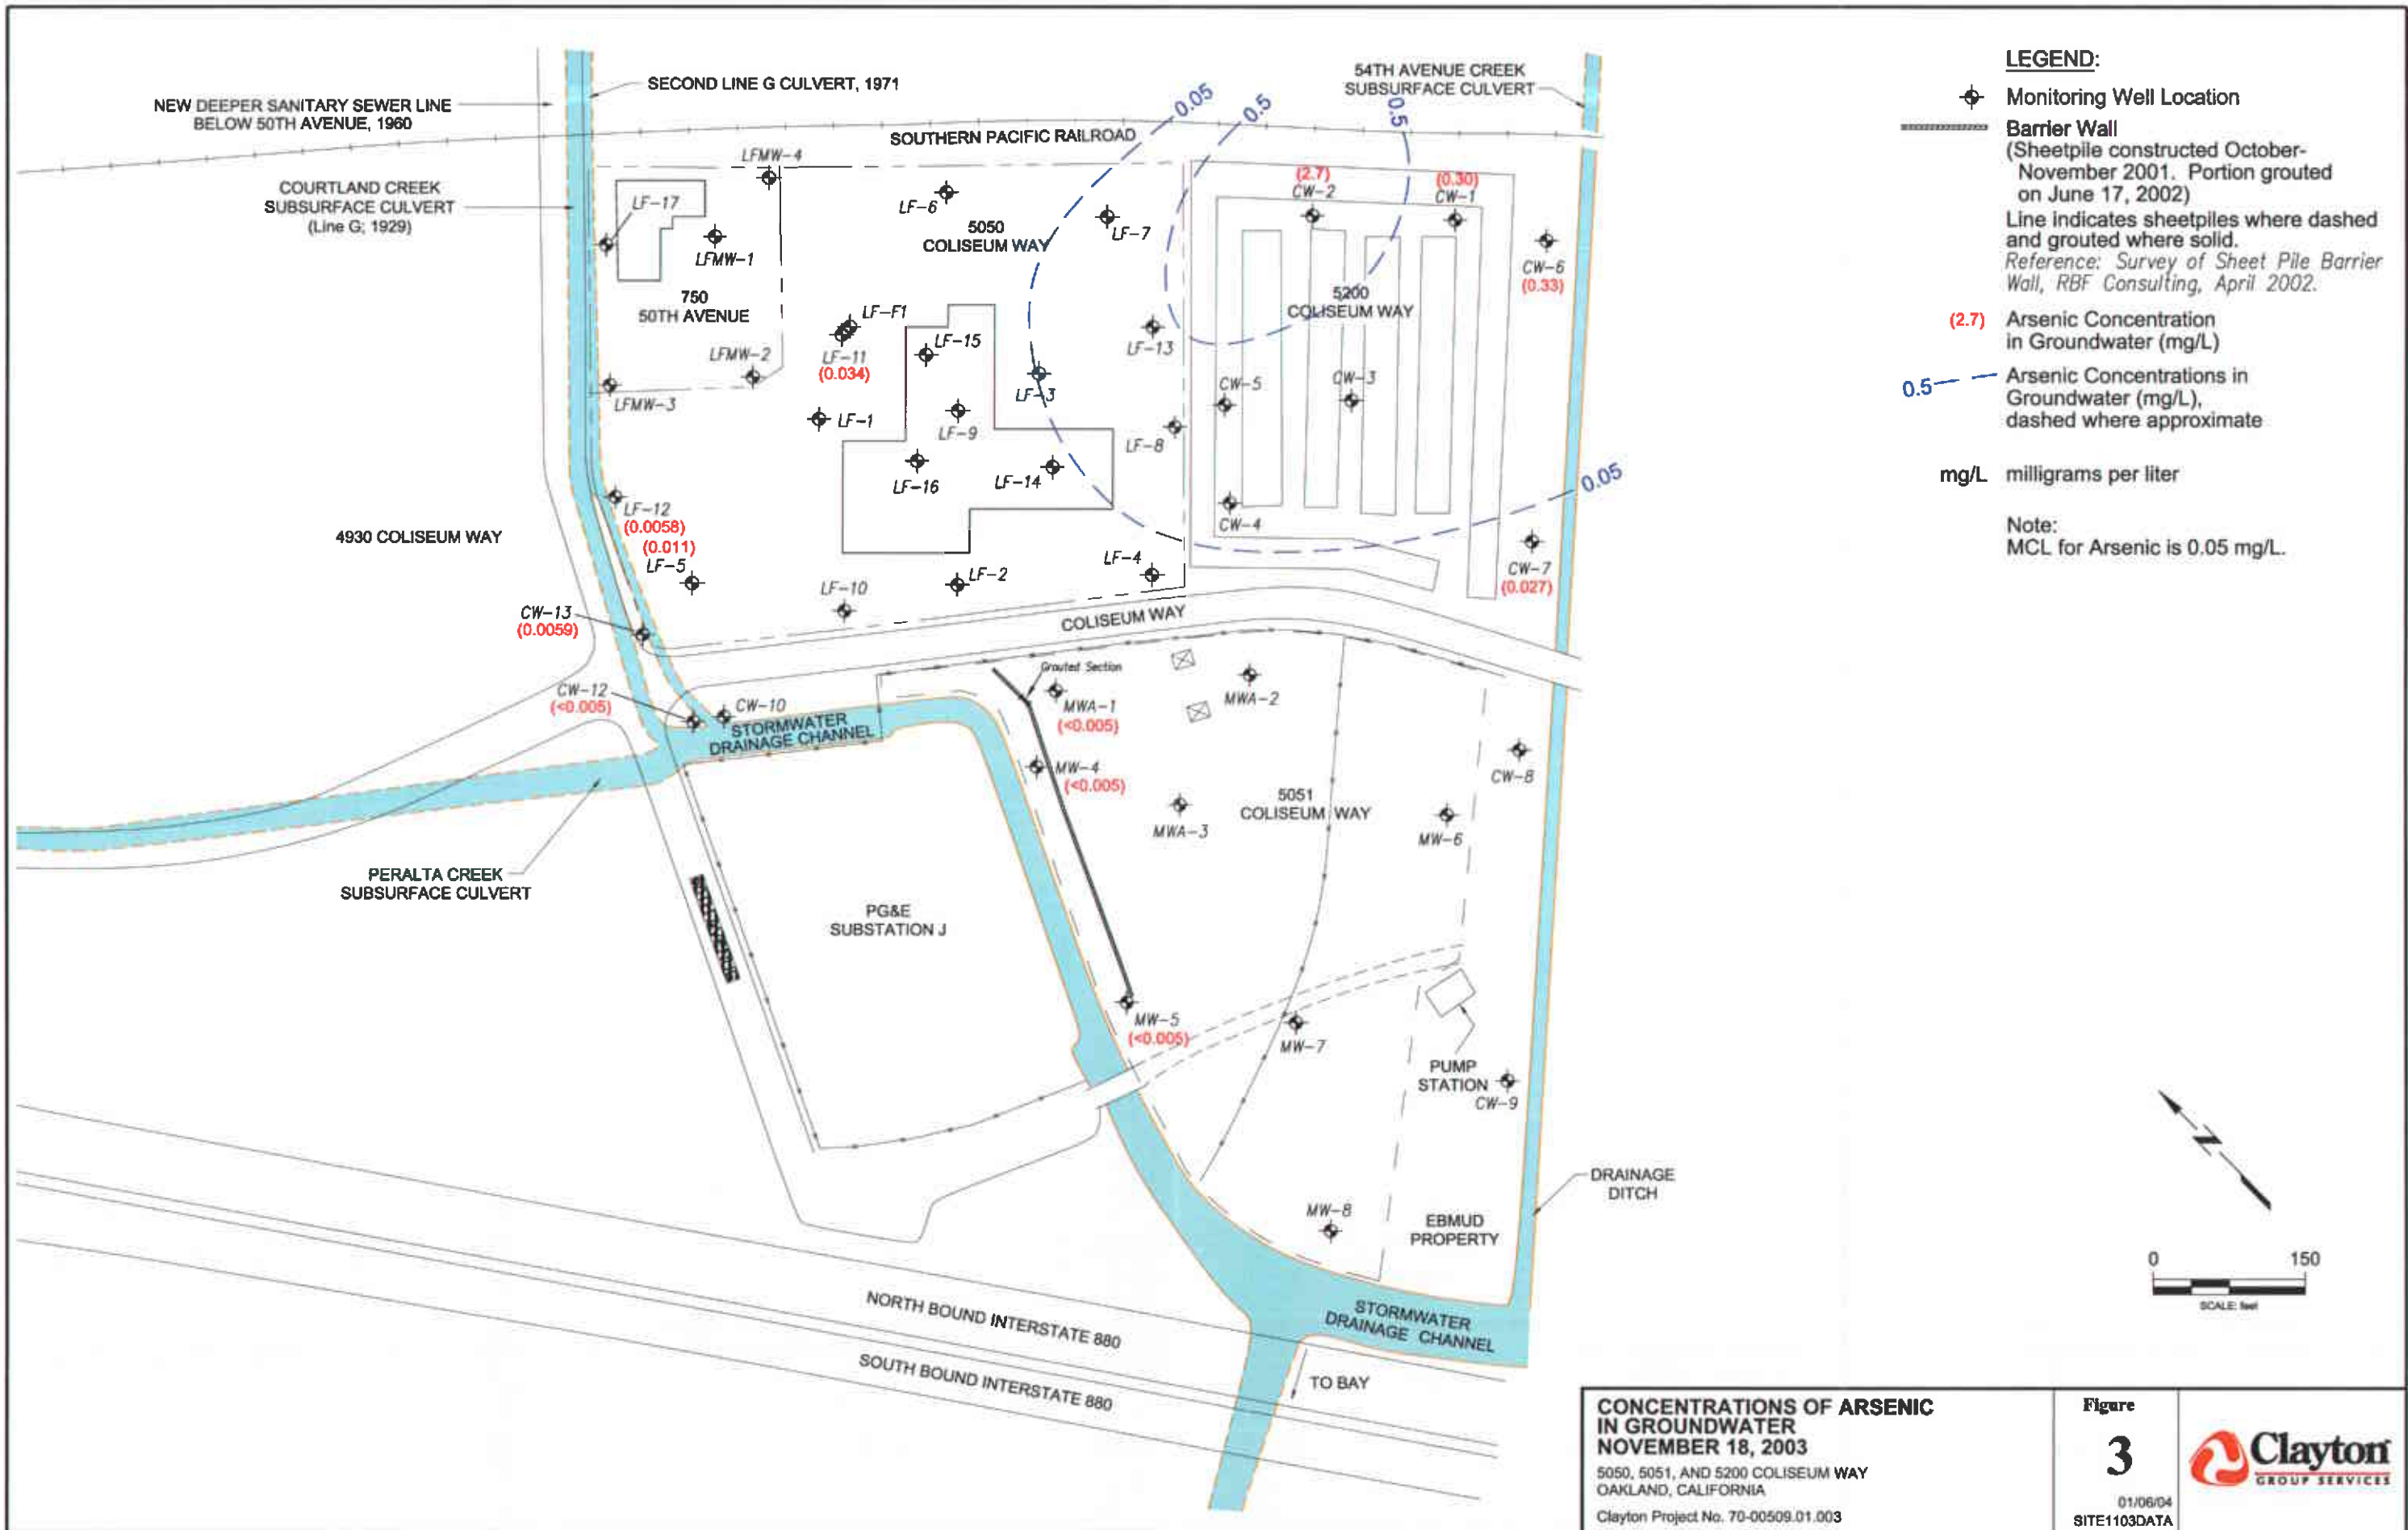 NEW DEEPER SANITARY SEWER LINE
BELOW 50TH AVENUE, 1960
SECOND LINE G CULVERT, 1971
SOUTHERN PACIFIC RAILROAD
0.05
0.5
0.5
54TH AVENUE CREEK
SUBSURFACE CULVERT
COURTLAND CREEK
SUBSURFACE CULVERT
(Line G; 1929)
LFMW-4
LF-17
LFMW-1
750
50TH AVENUE
LFMW-2
LFMW-3
LF-6
5050
COLISEUM WAY
LF-7
LF-F1
LF-11
(0.034)
LF-15
LF-3
LF-13
LF-1
LF-9
LF-8
LF-16
LF-14
(2.7)
CW-2
(0.30)
CW-1
CW-6
(0.33)
5200
COLISEUM WAY
CW-5
CW-3
CW-4
0.05
CW-7
(0.027)
LF-12
(0.0058)
4930 COLISEUM WAY
(0.011)
LF-5
LF-10
LF-2
LF-4
CW-13
(0.0059)
COLISEUM WAY
CW-12
(<0.005)
CW-10
STORMWATER
DRAINAGE CHANNEL
Grouted Section
MWA-1
(<0.005)
MWA-2
MW-4
(<0.005)
MWA-3
5051
COLISEUM WAY
CW-8
MW-6
PERALTA CREEK
SUBSURFACE CULVERT
PG&E
SUBSTATION J
MW-5
(<0.005)
MW-7
PUMP
STATION
CW-9
DRAINAGE
DITCH
MW-8
EBMUD
PROPERTY
STORMWATER
DRAINAGE CHANNEL
NORTH BOUND INTERSTATE 880
SOUTH BOUND INTERSTATE 880
TO BAY
LEGEND:
Monitoring Well Location
Barrier Wall
(Sheetpile constructed October-
November 2001. Portion grouted
on June 17, 2002)
Line indicates sheetpiles where dashed
and grouted where solid.
Reference: Survey of Sheet Pile Barrier
Wall, RBF Consulting, April 2002.
(2.7) Arsenic Concentration
in Groundwater (mg/L)
0.5 Arsenic Concentrations in
Groundwater (mg/L),
dashed where approximate
mg/L milligrams per liter
Note:
MCL for Arsenic is 0.05 mg/L.
Z
0 150
SCALE: feet
CONCENTRATIONS OF ARSENIC
IN GROUNDWATER
NOVEMBER 18, 2003
5050, 5051, AND 5200 COLISEUM WAY
OAKLAND, CALIFORNIA
Clayton Project No. 70-00509.01.003
Figure
3
01/06/04
SITE1103DATA
Clayton
GROUP SERVICES